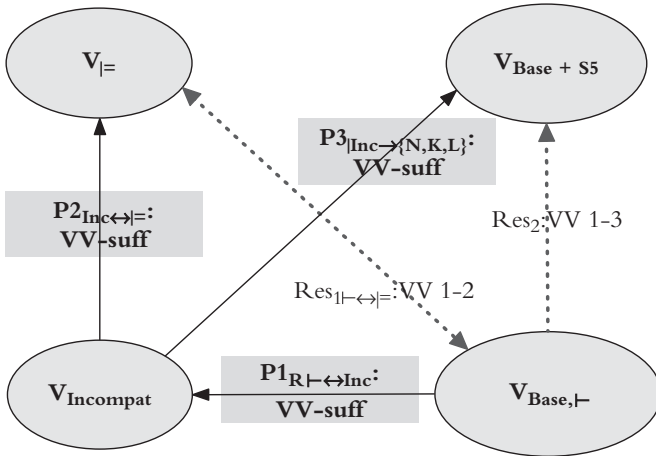 V|=
VBase + S5
P3|Inc→{N,K,L}:
VV-suff
P2Inc↔|=:
VV-suff
Res2:VV 1-3
Res1⊢↔|=:VV 1-2
P1R⊢↔Inc:
VV-suff
VIncompat
VBase,⊢